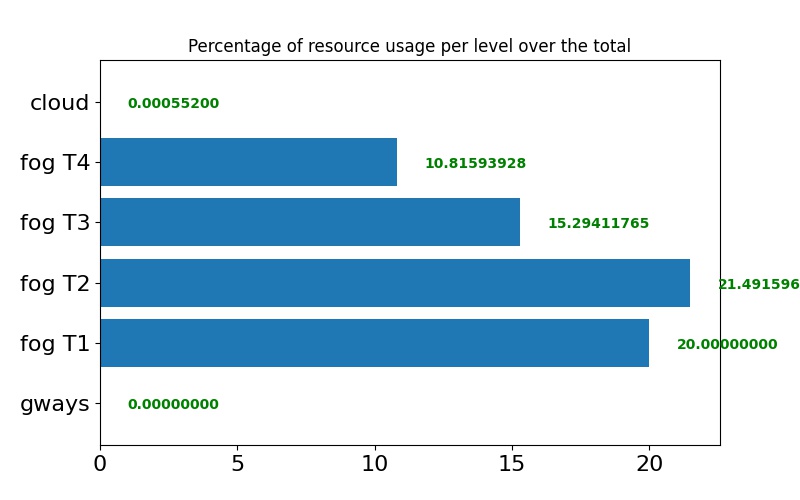 Percentage of resource usage per level over the total
cloud 0.00055200
fog T4 10.81593928
fog T3 15.29411765
fog T2 21.491596
fog T1 20.00000000
gways 0.00000000
0 5 10 15 20